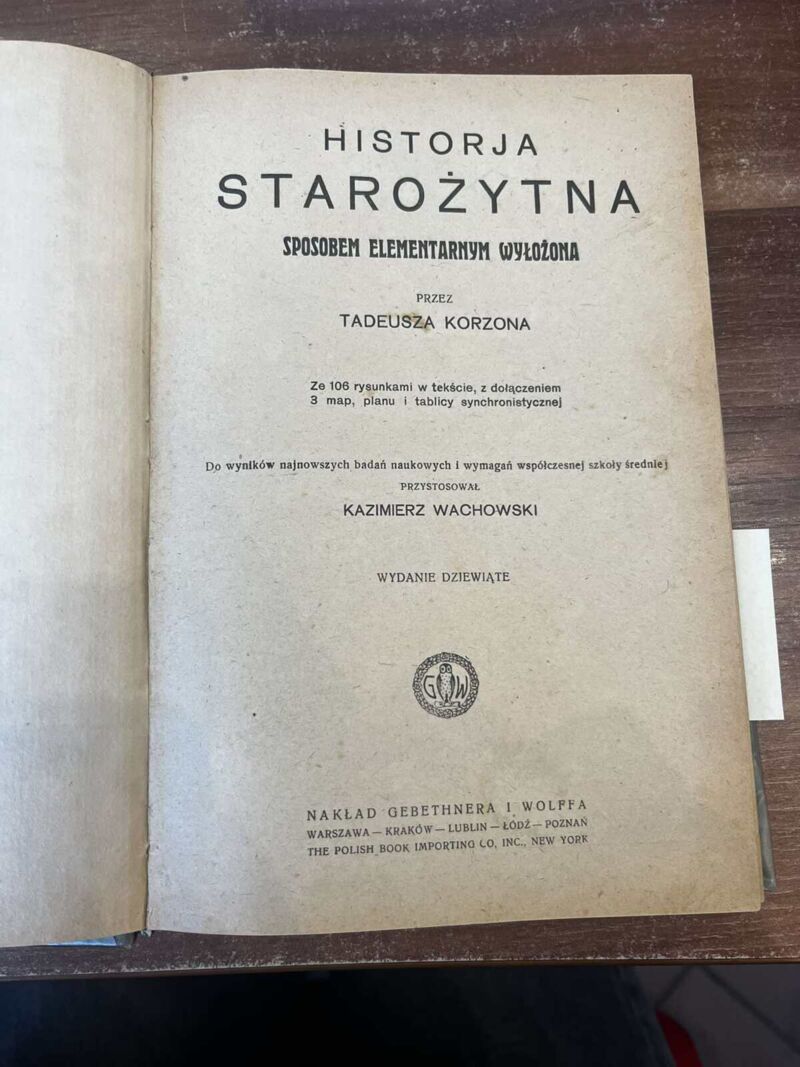 HISTORJA
STAROŻYTNA
SPOSOBEM ELEMENTARNYM WYŁOŻONA
PRZEZ
TADEUSZA KORZONA
Ze 106 rysunkami w tekście, z dołączeniem
3 map, planu i tablicy synchronistycznej
Do wyników najnowszych badań naukowych i wymagań współczesnej szkoły średniej
PRZYSTOSOWAŁ
KAZIMIERZ WACHOWSKI
WYDANIE DZIEWIĄTE
G W
NAKŁAD GEBETHNERA I WOLFFA
WARSZAWA — KRAKÓW — LUBLIN — ŁÓDŹ — POZNAŃ
THE POLISH BOOK IMPORTING CO, INC., NEW YORK